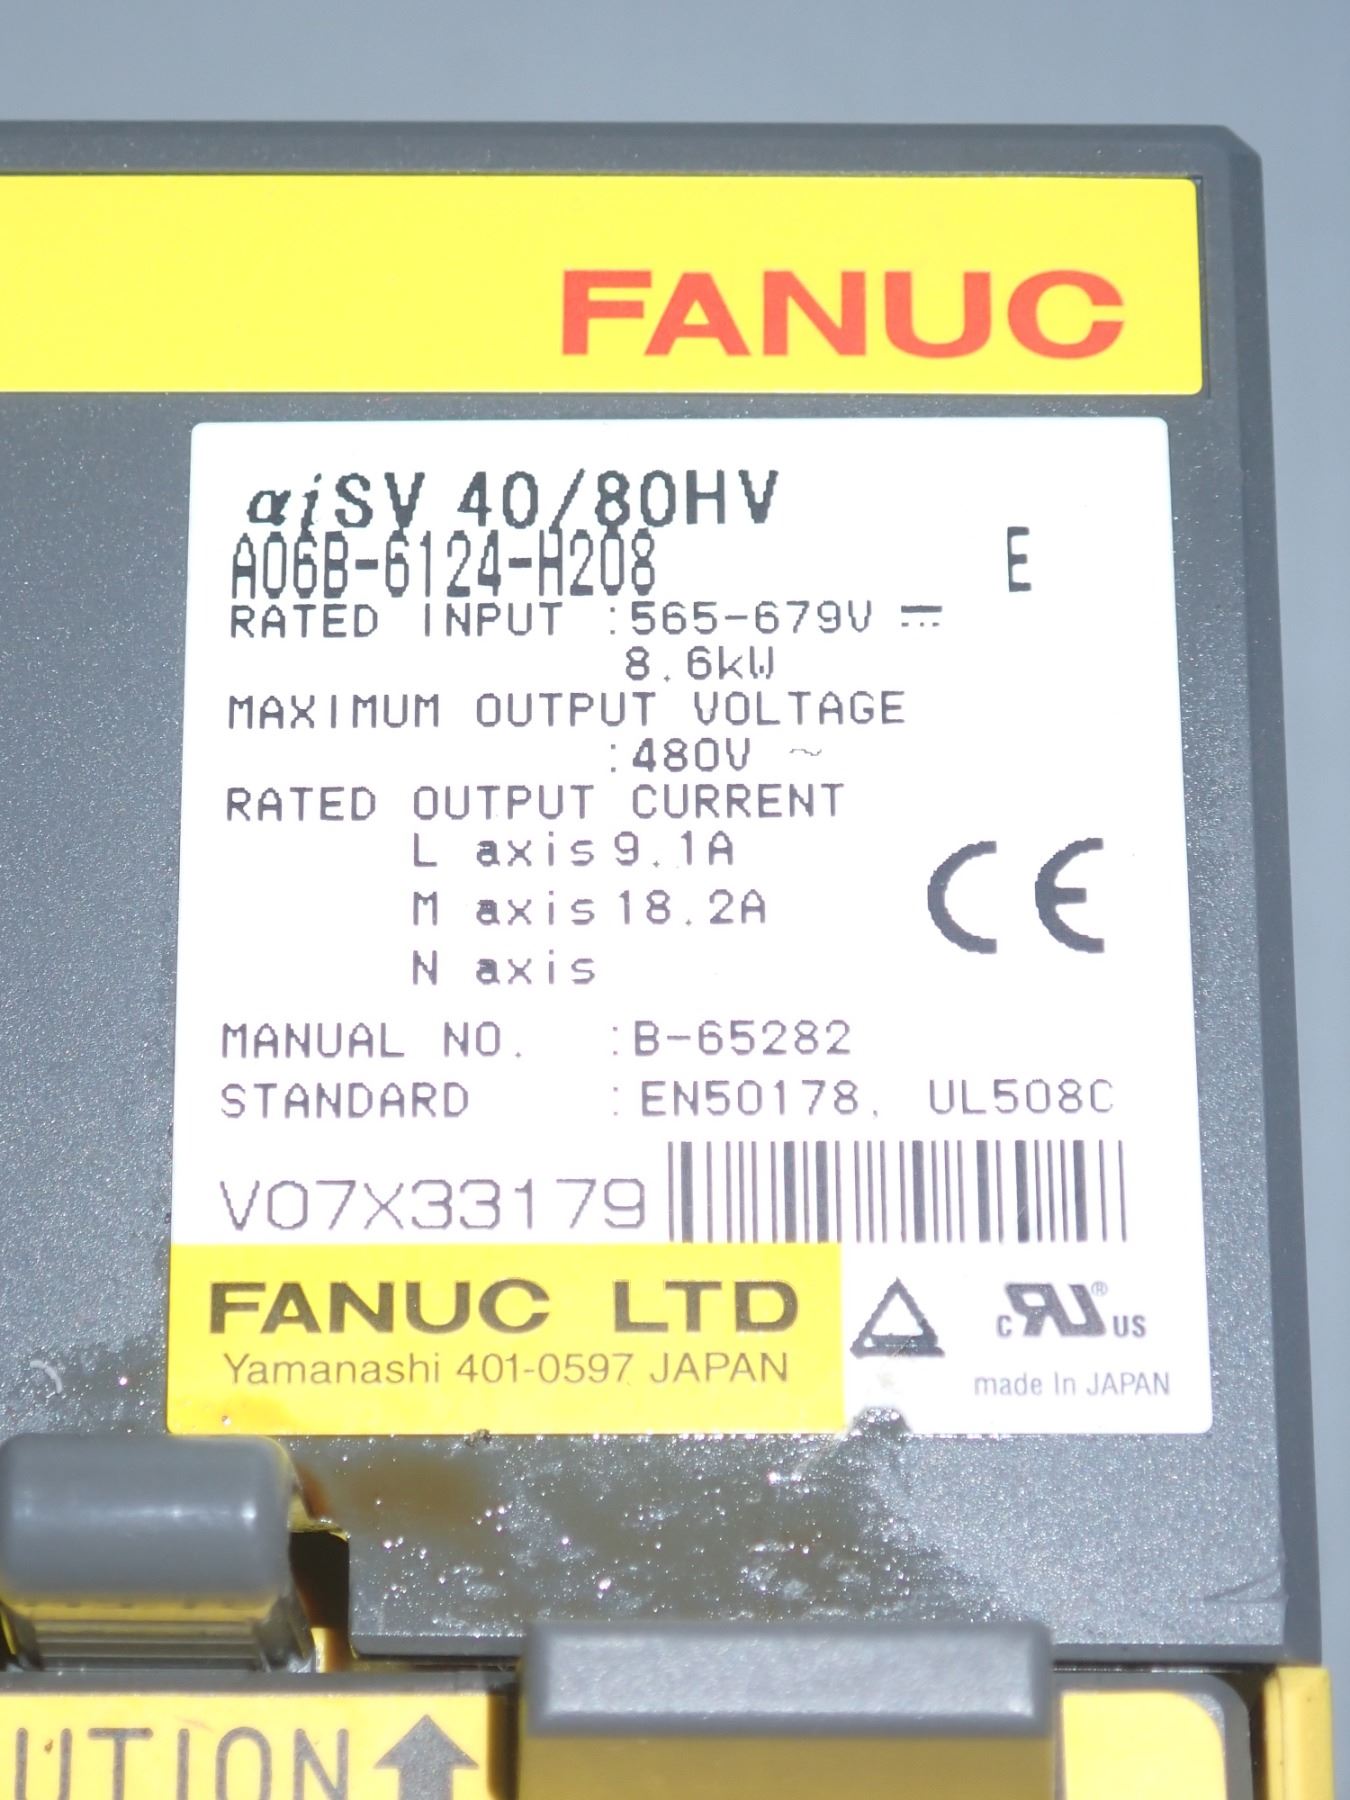 FANUC
αiSV 40/80HV
A06B-6124-H208 E
RATED INPUT :565-679V ⎓
8.6kW
MAXIMUM OUTPUT VOLTAGE
:480V ~
RATED OUTPUT CURRENT
L axis 9.1A
M axis 18.2A
N axis
CE
MANUAL NO. :B-65282
STANDARD :EN50178, UL508C
V07X33179
FANUC LTD
Yamanashi 401-0597 JAPAN
c RU ® US
made In JAPAN
UTION